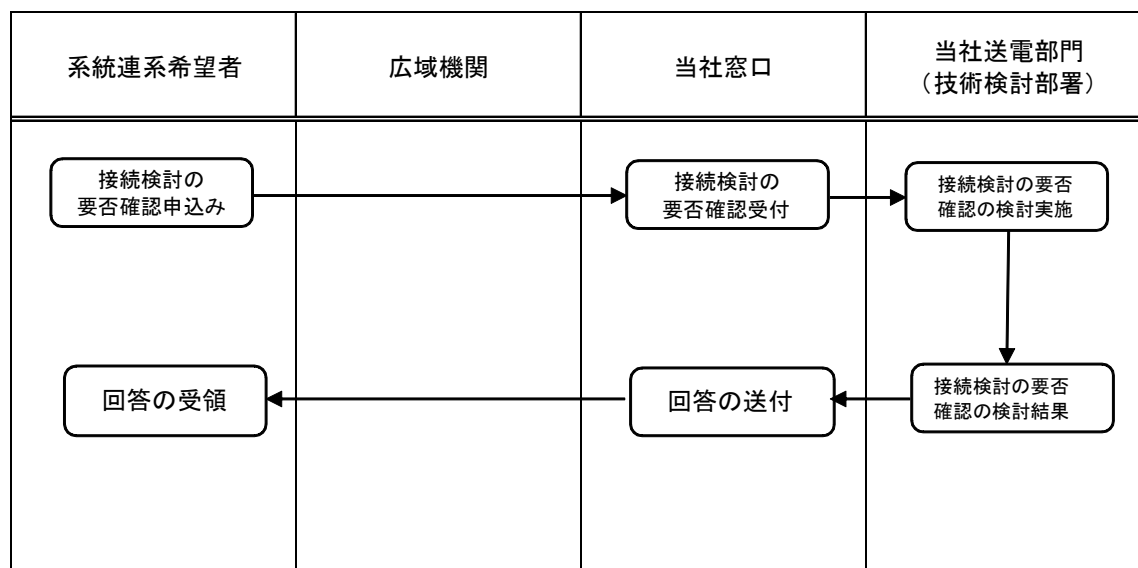 系統連系希望者
広域機関
当社窓口
当社送電部門
（技術検討部署）
接続検討の
要否確認申込み
接続検討の
要否確認受付
接続検討の要否
確認の検討実施
回答の受領
回答の送付
接続検討の要否
確認の検討結果